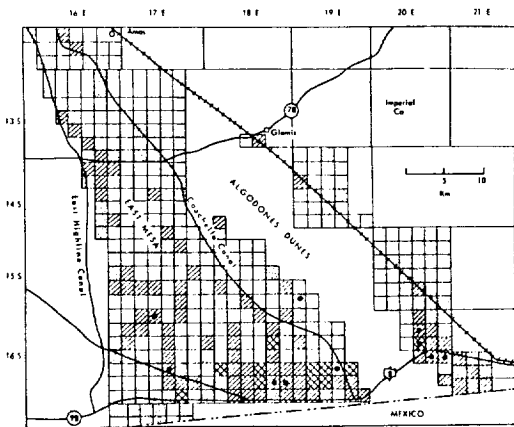 16 E 17 E 18 E 19 E 20 E 21 E
Amos
78
Imperial
Co
Glamis
13 S
5 10
Km
ALGODONES DUNES
14 S
EAST MESA
Coachella Canal
East Highline Canal
15 S
16 S
8
98
MEXICO